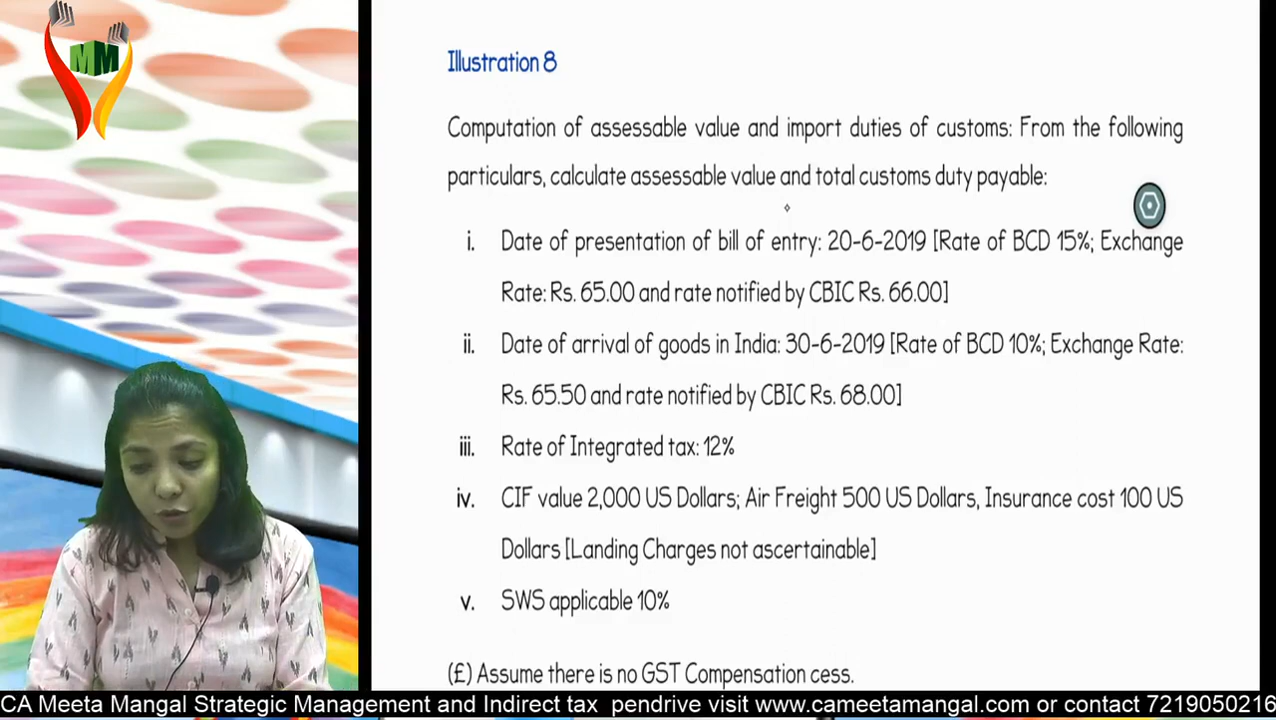 MM
Illustration 8
Computation of assessable value and import duties of customs: From the following
particulars, calculate assessable value and total customs duty payable:
i. Date of presentation of bill of entry: 20-6-2019 [Rate of BCD 15%; Exchange
Rate: Rs. 65.00 and rate notified by CBIC Rs. 66.00]
ii. Date of arrival of goods in India: 30-6-2019 [Rate of BCD 10%; Exchange Rate:
Rs. 65.50 and rate notified by CBIC Rs. 68.00]
iii. Rate of Integrated tax: 12%
iv. CIF value 2,000 US Dollars; Air Freight 500 US Dollars, Insurance cost 100 US
Dollars [Landing Charges not ascertainable]
v. SWS applicable 10%
(£) Assume there is no GST Compensation cess.
CA Meeta Mangal Strategic Management and Indirect tax pendrive visit www.cameetamangal.com or contact 7219050216